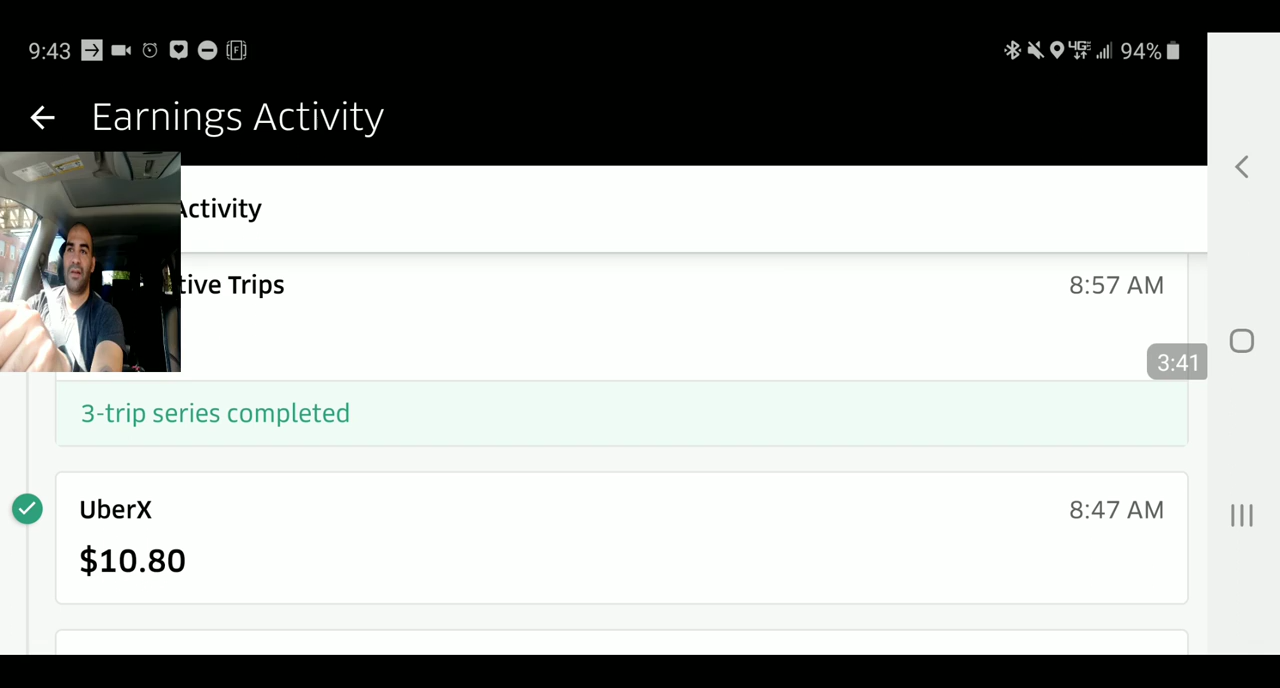 9:43 94%
Earnings Activity
Activity
tive Trips 8:57 AM
3:41
3-trip series completed
UberX 8:47 AM
$10.80